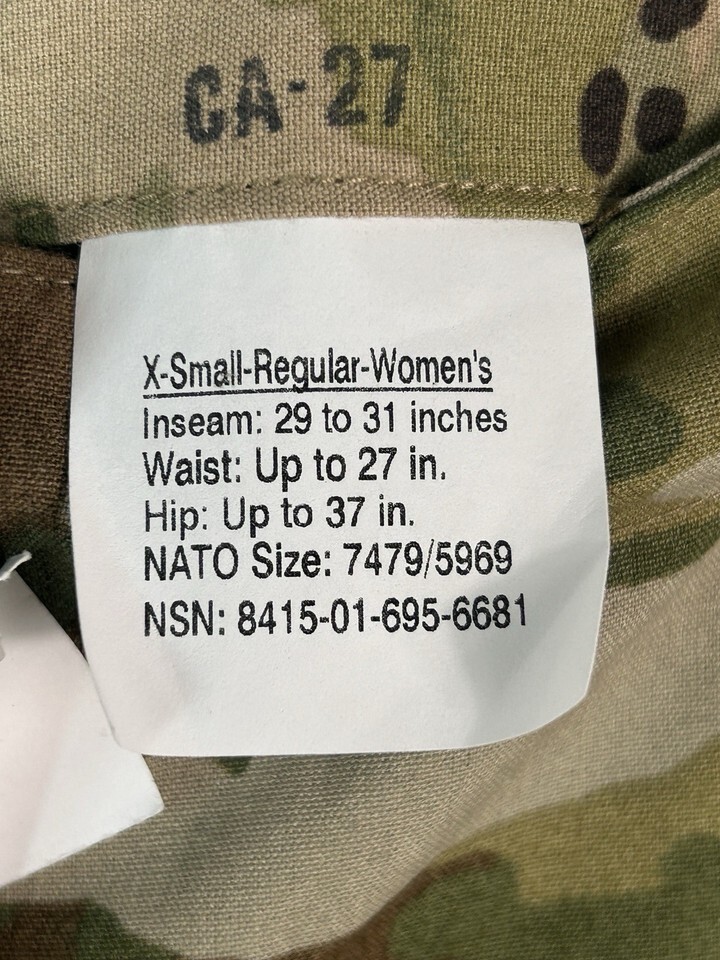 CA-27
X-Small-Regular-Women's
Inseam: 29 to 31 inches
Waist: Up to 27 in.
Hip: Up to 37 in.
NATO Size: 7479/5969
NSN: 8415-01-695-6681